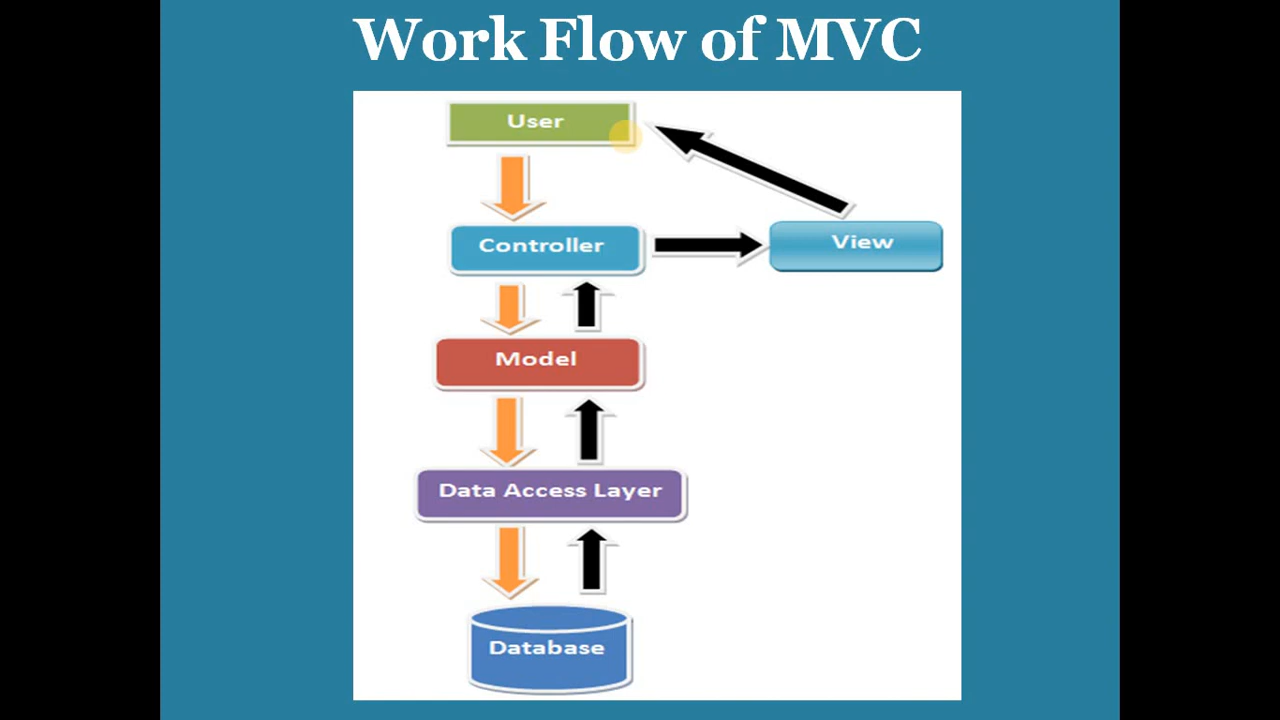 Work Flow of MVC
User
Controller
View
Model
Data Access Layer
Database